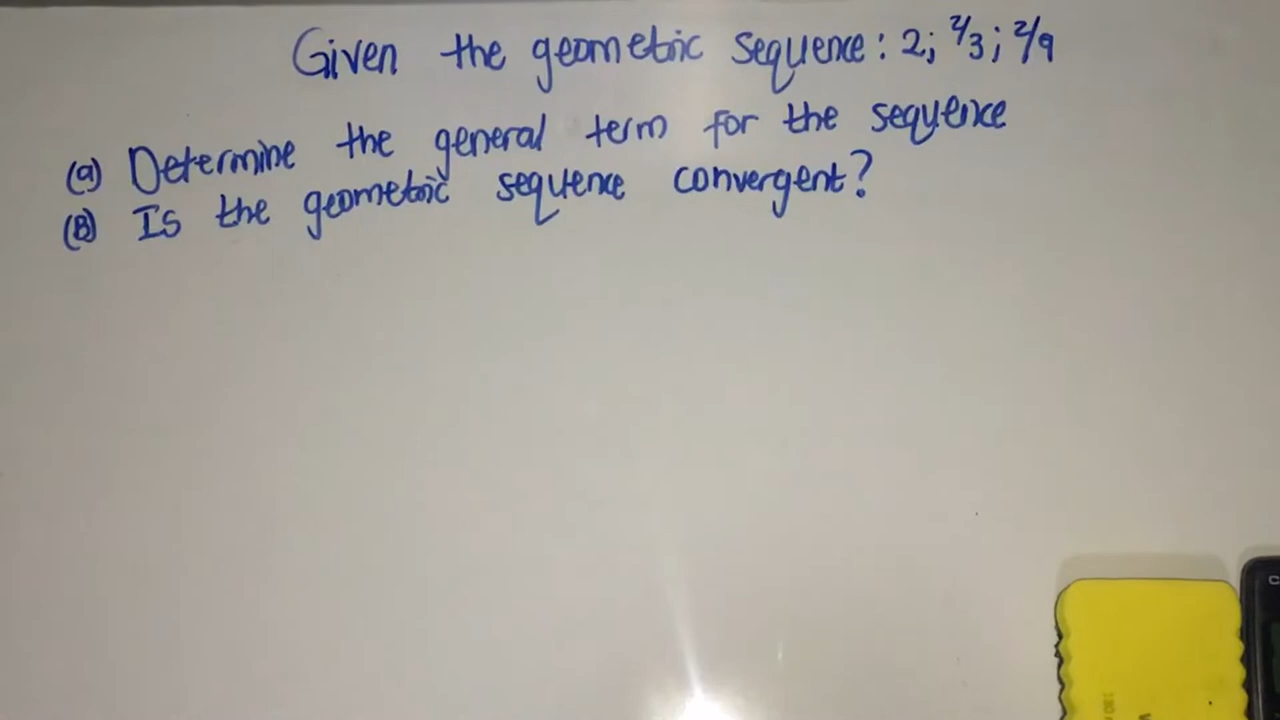 Given the geometric sequence: 2; 2/3; 2/9
(a) Determine the general term for the sequence
(B) Is the geometric sequence convergent?